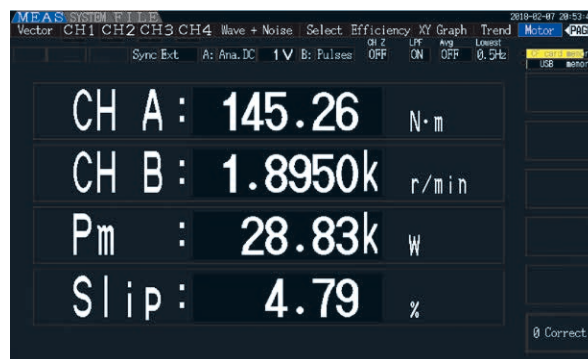 MEAS SYSTEM FILE 2018-02-07 20:53:4
Vector CH1 CH2 CH3 CH4 Wave + Noise Select Efficiency XY Graph Trend Motor PAG
Sync Ext A: Ana.DC 1V B: Pulses CH Z OFF LPF ON Avg OFF Lowest 0.5Hz
USB memor
CH A: 145.26 N·m
CH B: 1.8950k r/min
Pm : 28.83k W
Slip: 4.79 %
0 Correct